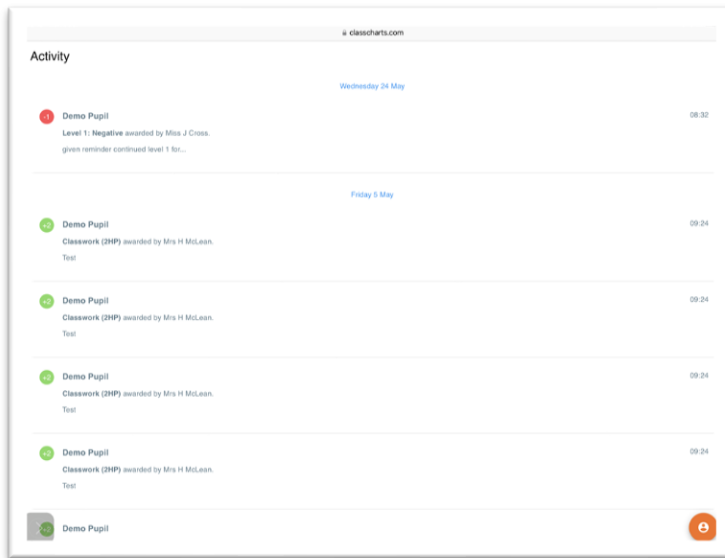 classcharts.com
Activity
Wednesday 24 May
-1 Demo Pupil 08:32
Level 1: Negative awarded by Miss J Cross.
given reminder continued level 1 for...
Friday 5 May
+2 Demo Pupil 09:24
Classwork (2HP) awarded by Mrs H McLean.
Test
+2 Demo Pupil 09:24
Classwork (2HP) awarded by Mrs H McLean.
Test
+2 Demo Pupil 09:24
Classwork (2HP) awarded by Mrs H McLean.
Test
+2 Demo Pupil 09:24
Classwork (2HP) awarded by Mrs H McLean.
Test
Demo Pupil